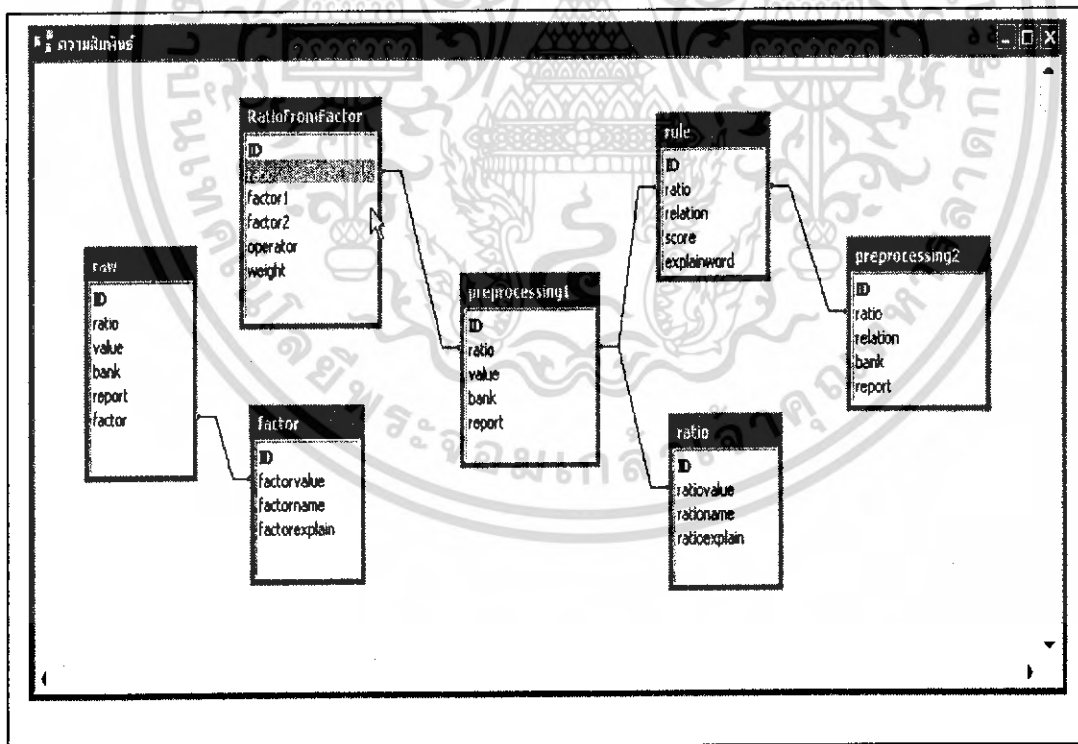 ความสัมพันธ์
RatioFromFactor
ID
factor1
factor2
operator
weight
raw
ID
ratio
value
bank
report
factor
factor
ID
factorvalue
factorname
factorexplain
preprocessing1
ID
ratio
value
bank
report
rule
ID
ratio
relation
score
explainword
ratio
ID
ratiovalue
rationame
ratioexplain
preprocessing2
ID
ratio
relation
bank
report